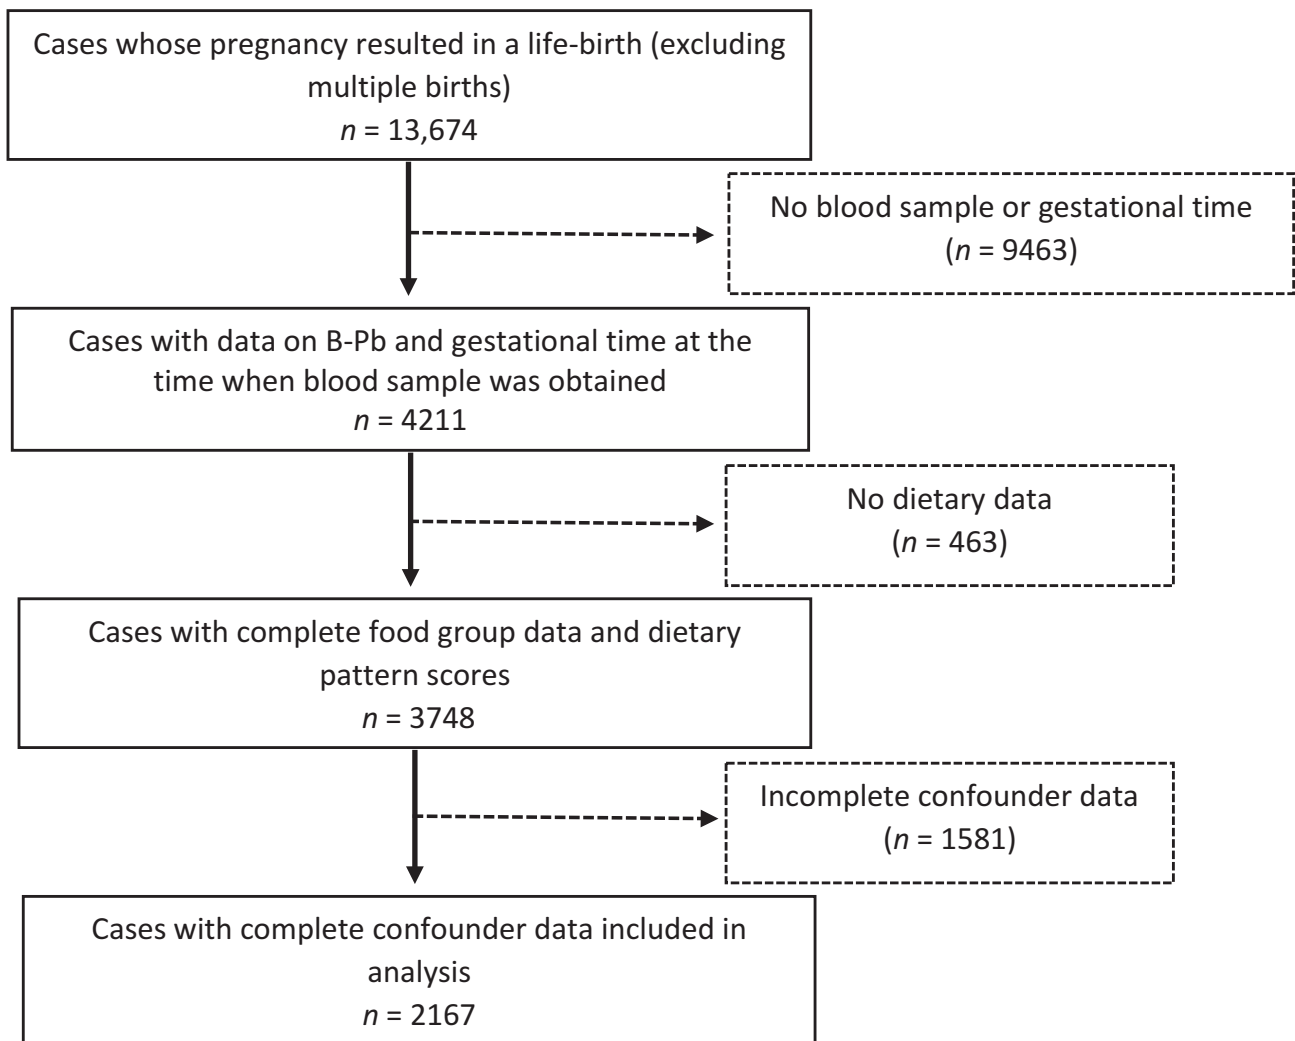 Cases whose pregnancy resulted in a life-birth (excluding
multiple births)
n = 13,674
No blood sample or gestational time
(n = 9463)
Cases with data on B-Pb and gestational time at the
time when blood sample was obtained
n = 4211
No dietary data
(n = 463)
Cases with complete food group data and dietary
pattern scores
n = 3748
Incomplete confounder data
(n = 1581)
Cases with complete confounder data included in
analysis
n = 2167